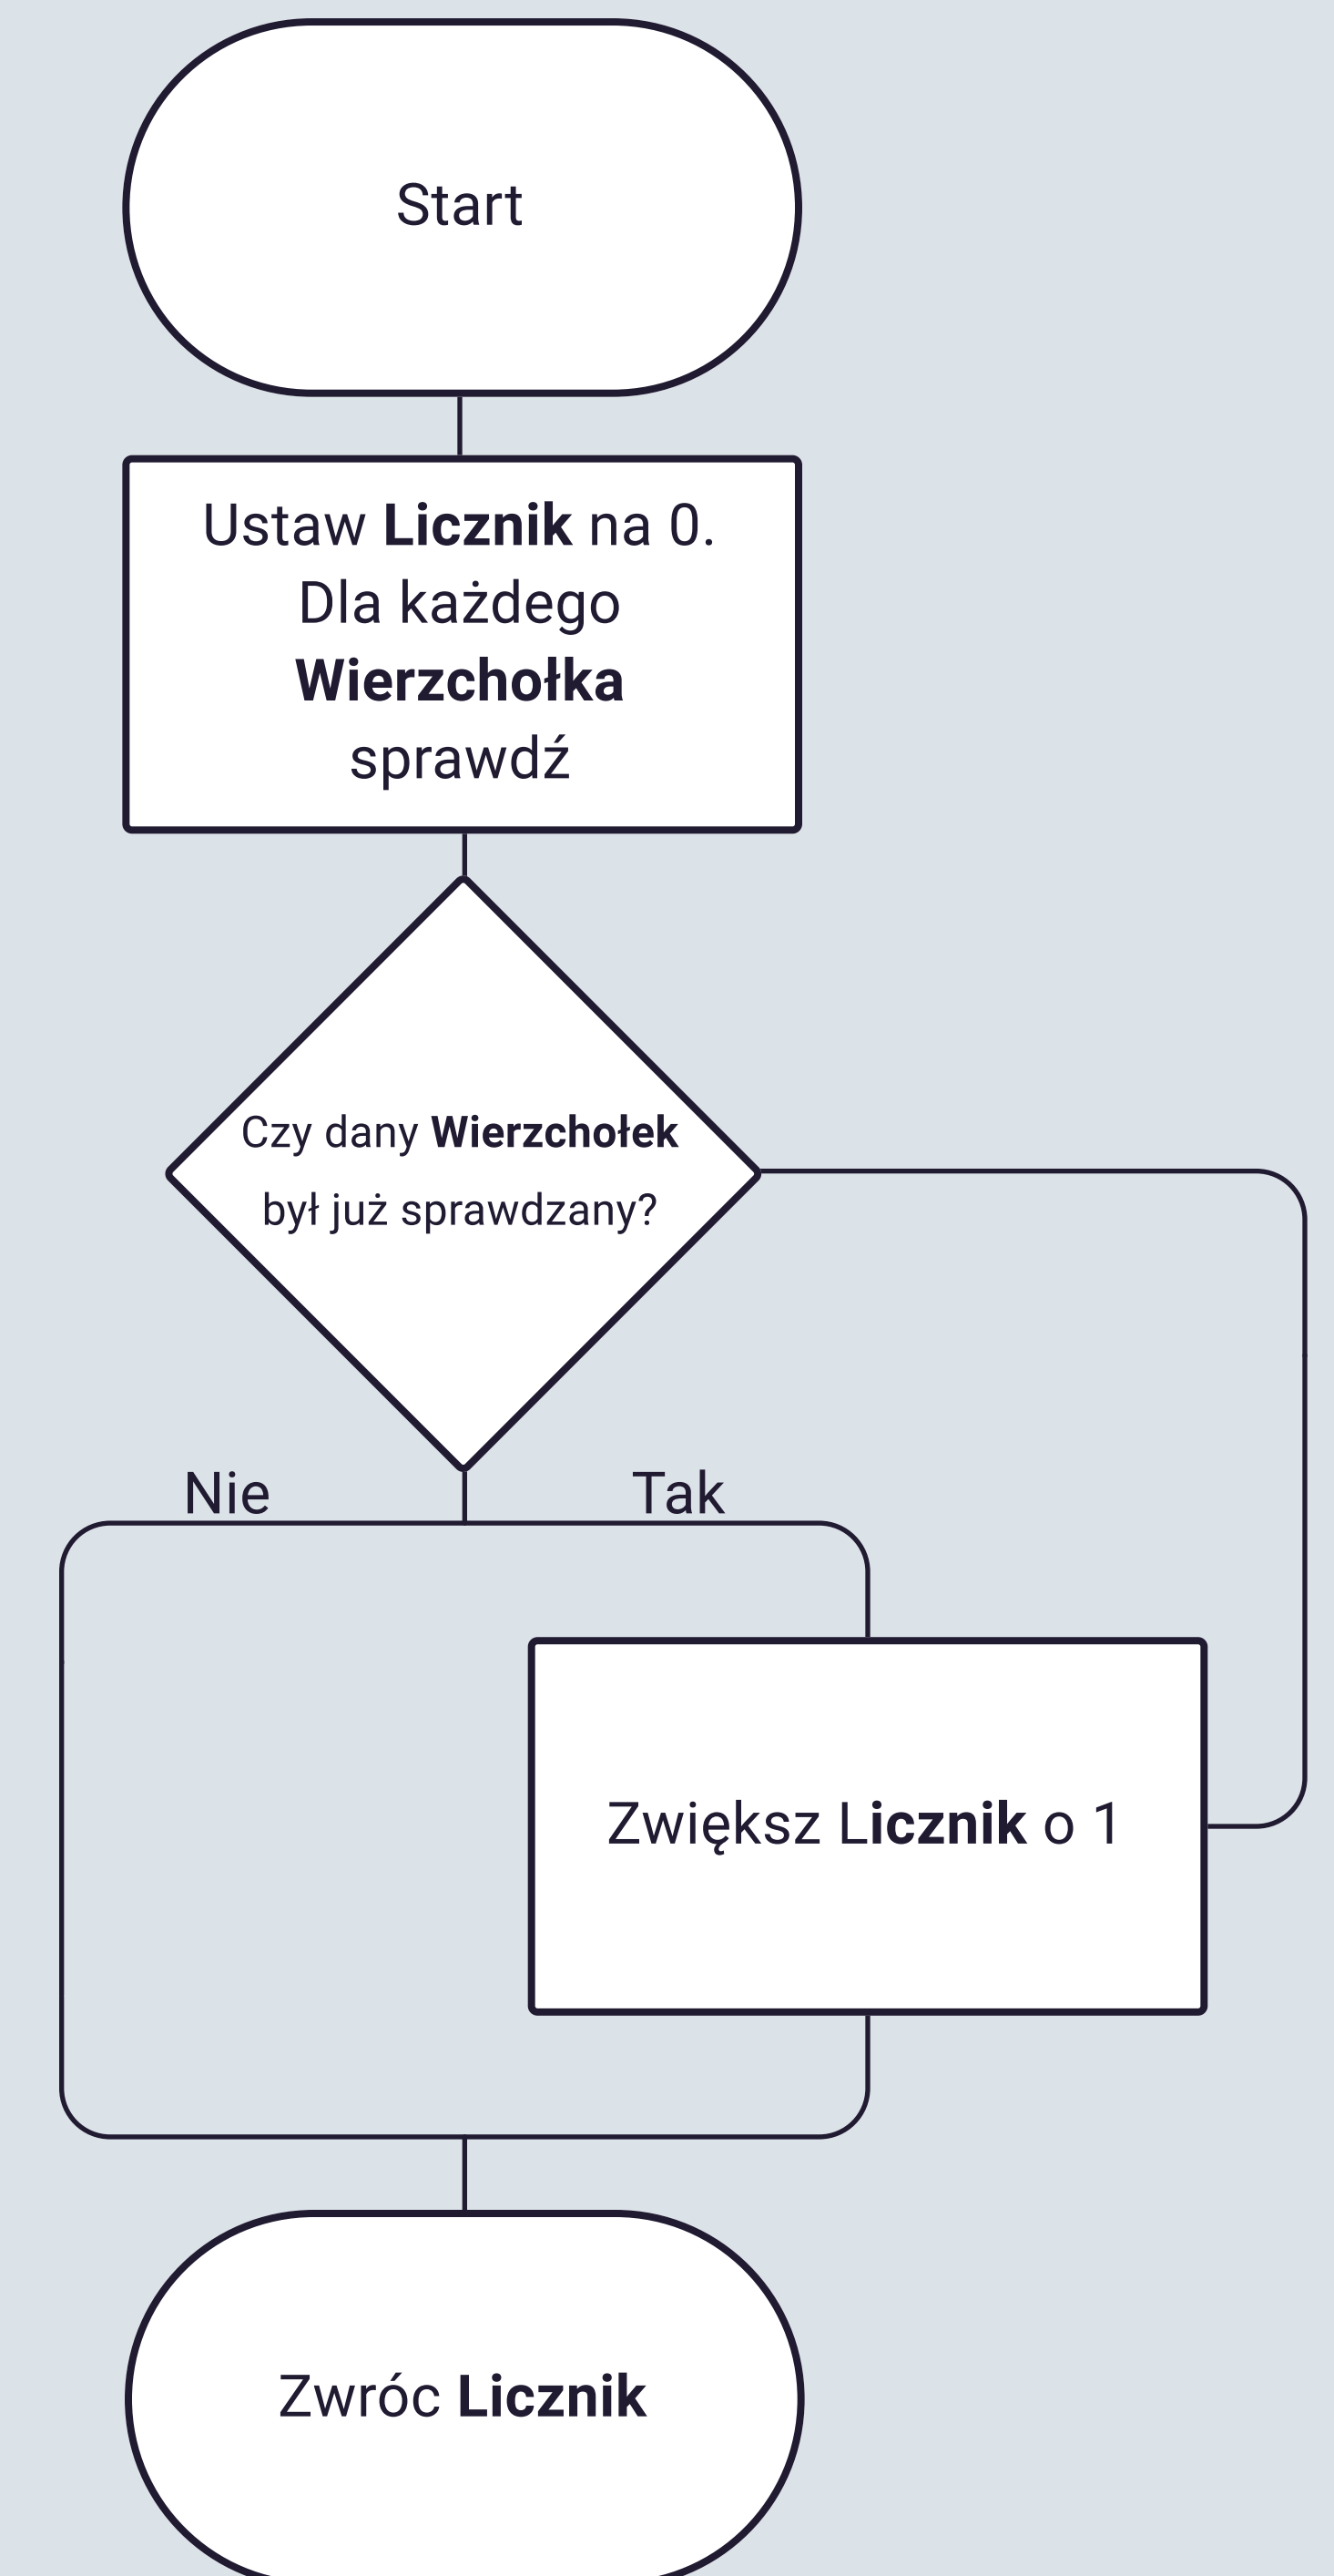 Start
Ustaw Licznik na 0.
Dla każdego
Wierzchołka
sprawdź
Czy dany Wierzchołek
był już sprawdzany?
Nie
Tak
Zwiększ Licznik o 1
Zwróc Licznik